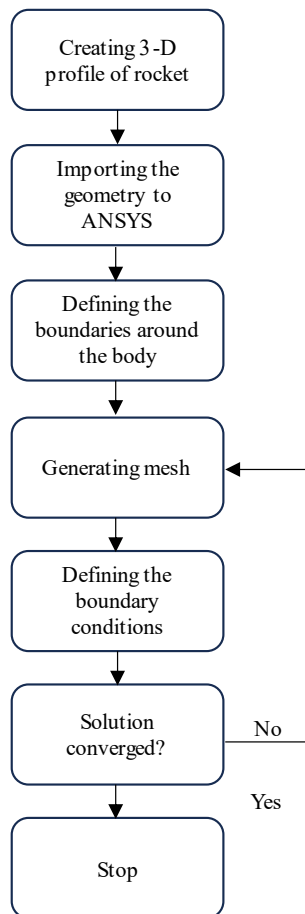 Creating 3-D
profile of rocket
Importing the
geometry to
ANSYS
Defining the
boundaries around
the body
Generating mesh
Defining the
boundary
conditions
Solution
converged?
No
Yes
Stop